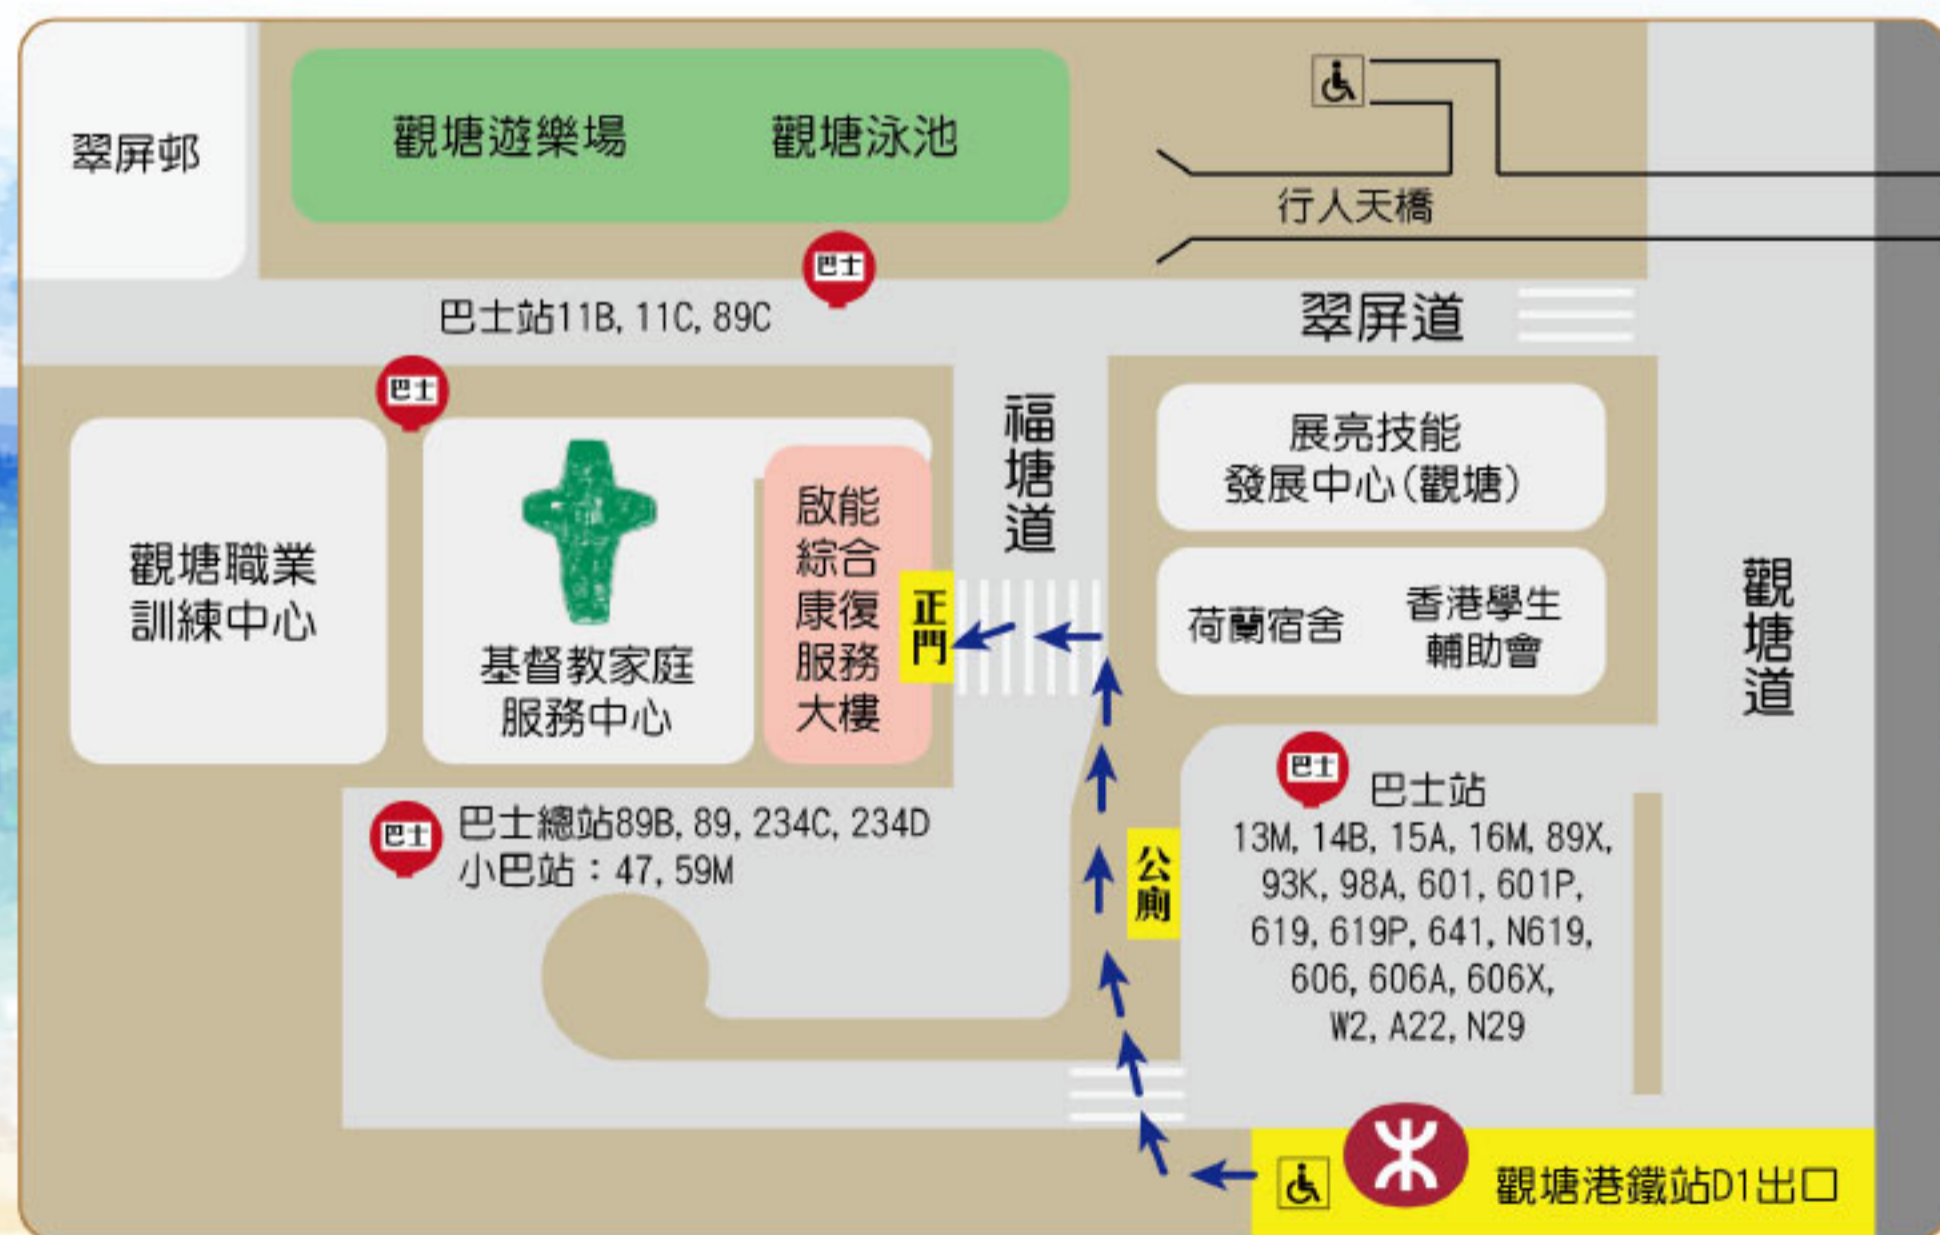 翠屏邨
觀塘遊樂場
觀塘泳池
行人天橋
巴士
巴士站11B, 11C, 89C
翠屏道
巴士
福塘道
展亮技能
發展中心(觀塘)
觀塘職業
訓練中心
基督教家庭
服務中心
啟能
綜合
康復
服務
大樓
正門
荷蘭宿舍
香港學生
輔助會
觀塘道
巴士
巴士總站89B, 89, 234C, 234D
小巴站：47, 59M
公廁
巴士
巴士站
13M, 14B, 15A, 16M, 89X,
93K, 98A, 601, 601P,
619, 619P, 641, N619,
606, 606A, 606X,
W2, A22, N29
觀塘港鐵站D1出口